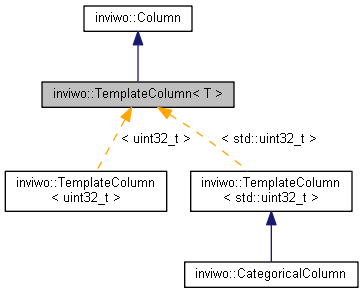 inviwo::Column
inviwo::TemplateColumn< T >
< uint32_t >
< std::uint32_t >
inviwo::TemplateColumn
< uint32_t >
inviwo::TemplateColumn
< std::uint32_t >
inviwo::CategoricalColumn